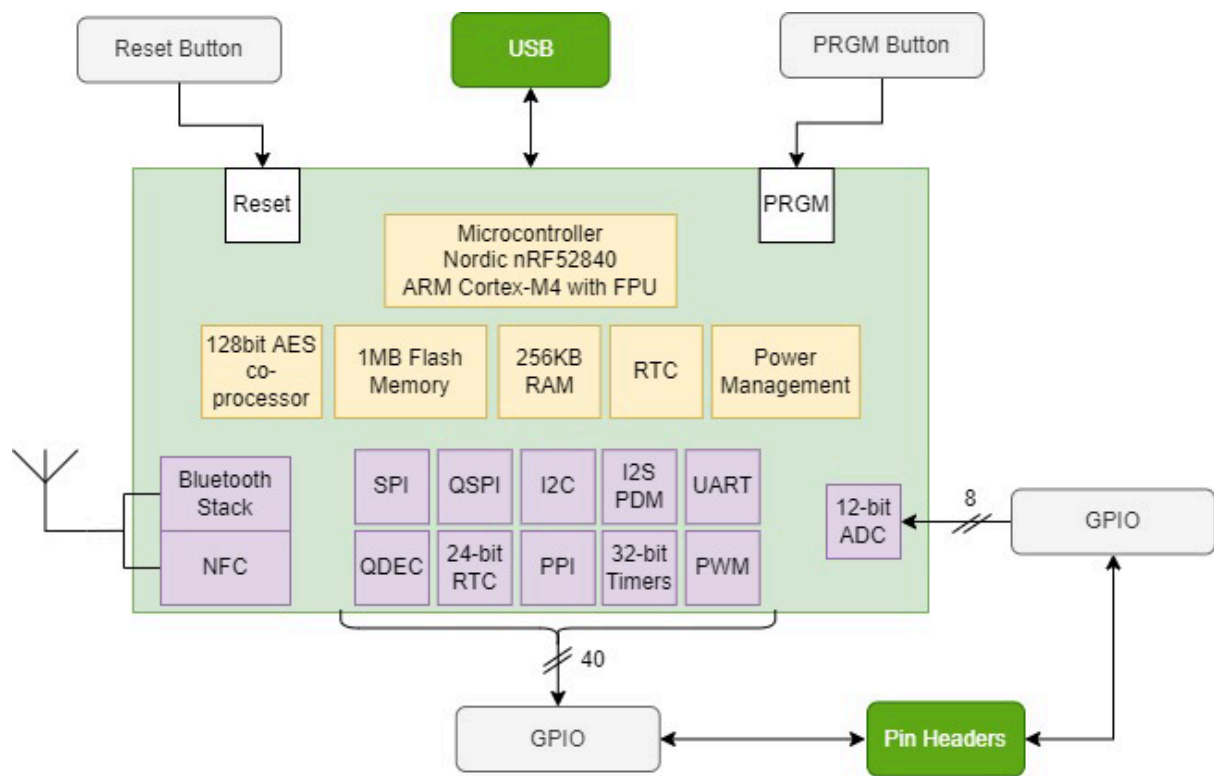 Reset Button
USB
PRGM Button
Reset
PRGM
Microcontroller
Nordic nRF52840
ARM Cortex-M4 with FPU
128bit AES
co-
processor
1MB Flash
Memory
256KB
RAM
RTC
Power
Management
Bluetooth
Stack
NFC
SPI
QSPI
I2C
I2S
PDM
UART
QDEC
24-bit
RTC
PPI
32-bit
Timers
PWM
12-bit
ADC
8
GPIO
40
GPIO
Pin Headers